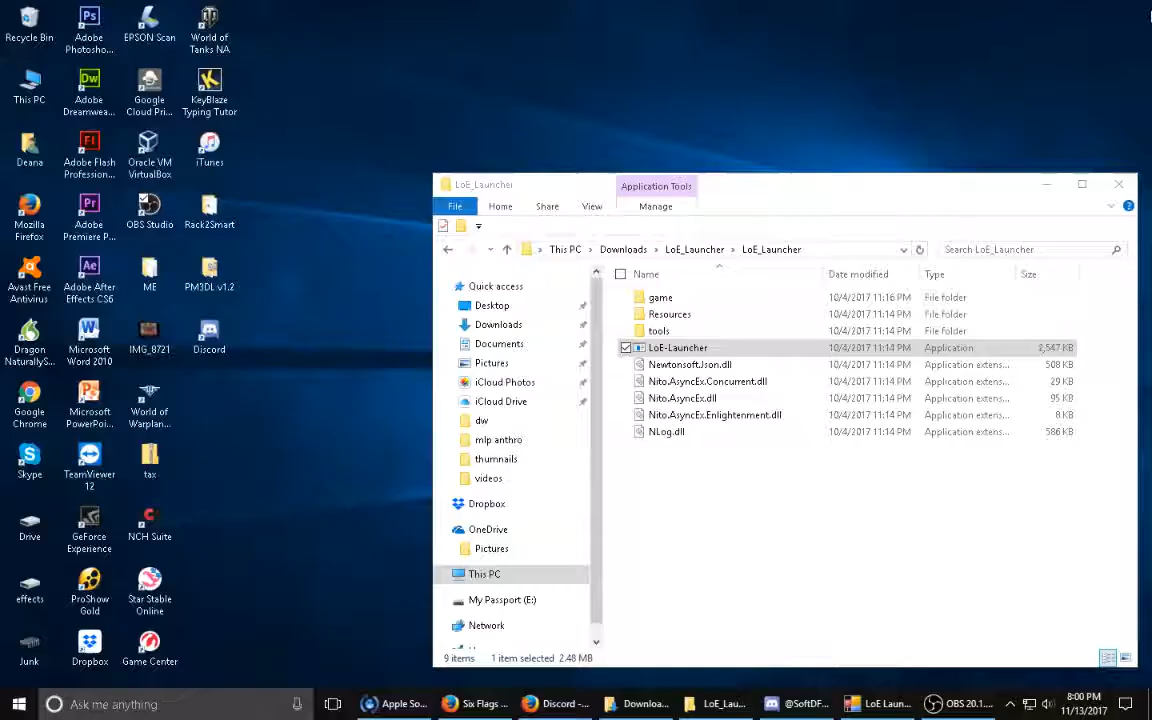 Recycle Bin
Adobe Photosho...
EPSON Scan
World of Tanks NA
This PC
Adobe Dreamwea...
Google Cloud Pri...
KeyBlaze Typing Tutor
Deana
Adobe Flash Profession...
Oracle VM VirtualBox
iTunes
Mozilla Firefox
Adobe Premiere P...
OBS Studio
Rack2Smart
Avast Free Antivirus
Adobe After Effects CS6
ME
PM3DL v1.2
Dragon NaturallyS...
Microsoft Word 2010
IMG_8721
Discord
Google Chrome
Microsoft PowerPoi...
World of Warplan...
Skype
TeamViewer 12
tax
Drive
GeForce Experience
NCH Suite
effects
ProShow Gold
Star Stable Online
Junk
Dropbox
Game Center
LoE_Launcher
Application Tools
File Home Share View Manage
This PC › Downloads › LoE_Launcher › LoE_Launcher
Search LoE_Launcher
Quick access
Desktop
Downloads
Documents
Pictures
iCloud Photos
iCloud Drive
dw
mlp anthro
thumnails
videos
Dropbox
OneDrive
Pictures
This PC
My Passport (E:)
Network
Name Date modified Type Size
game 10/4/2017 11:16 PM File folder
Resources 10/4/2017 11:14 PM File folder
tools 10/4/2017 11:14 PM File folder
LoE-Launcher 10/4/2017 11:14 PM Application 2,547 KB
Newtonsoft.Json.dll 10/4/2017 11:14 PM Application extens... 508 KB
Nito.AsyncEx.Concurrent.dll 10/4/2017 11:14 PM Application extens... 29 KB
Nito.AsyncEx.dll 10/4/2017 11:14 PM Application extens... 95 KB
Nito.AsyncEx.Enlightenment.dll 10/4/2017 11:14 PM Application extens... 8 KB
NLog.dll 10/4/2017 11:14 PM Application extens... 586 KB
9 items 1 item selected 2.48 MB
Ask me anything
Apple So...
Six Flags ...
Discord -...
Downloa...
LoE_Lau...
@SoftDF...
LoE Laun...
OBS 20.1....
8:00 PM
11/13/2017